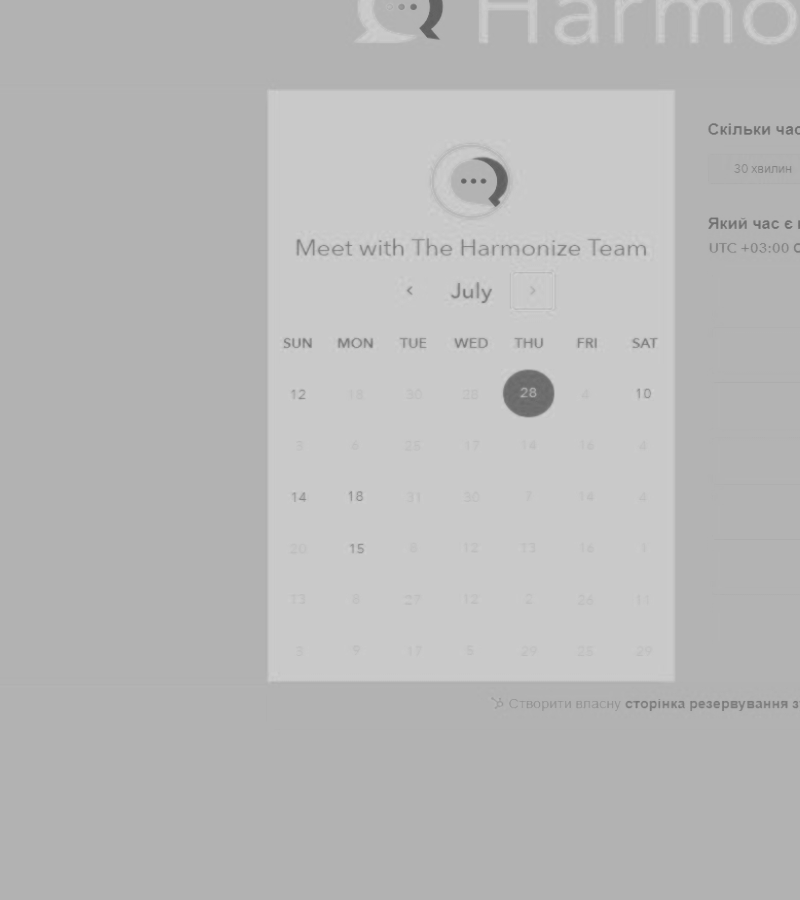 Harmo
Meet with The Harmonize Team
July
SUN MON TUE WED THU FRI SAT
12 18 30 28 28 4 10
3 6 25 17 14 16 4
14 18 31 30 7 14 4
20 15 8 12 13 16 1
13 8 27 12 2 26 11
3 9 17 5 29 25 29
Скільки час
30 хвилин
Який час є
UTC +03:00
Створити власну сторінка резервування з